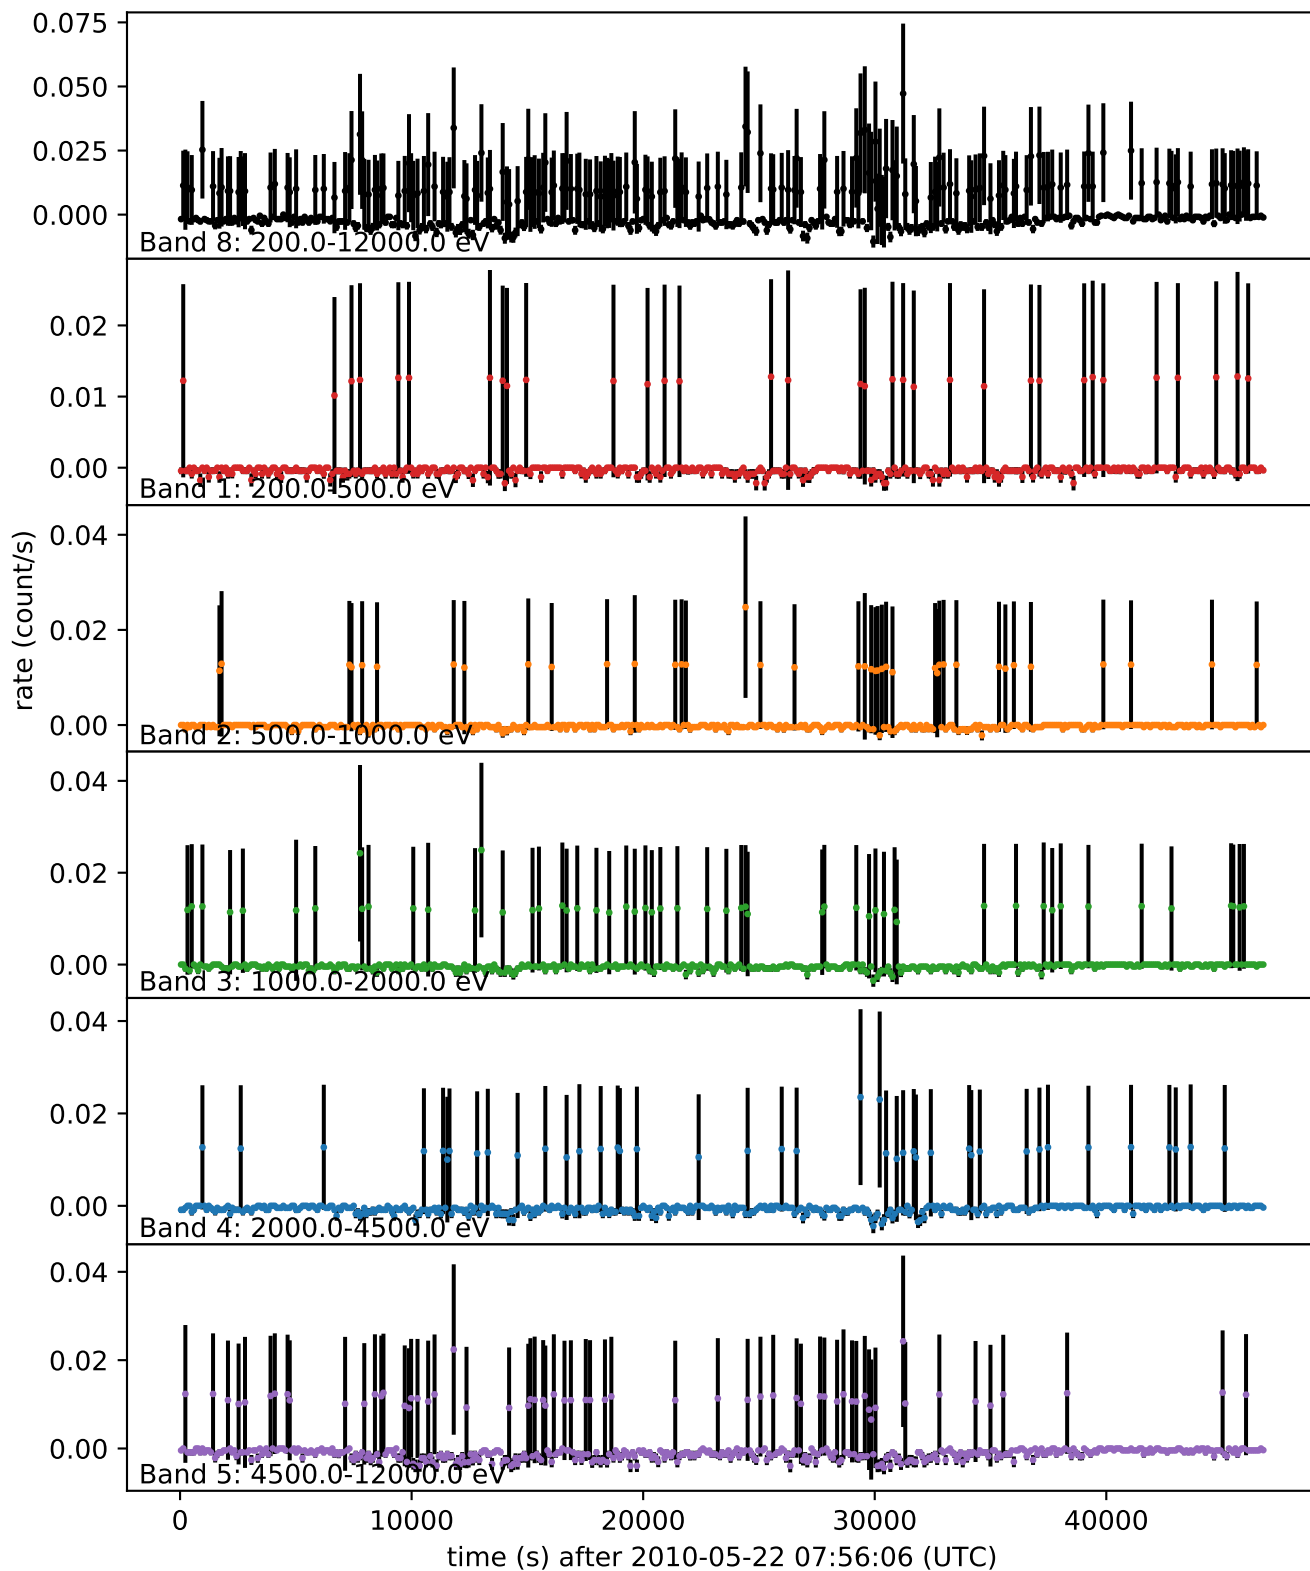 0.075
0.050
0.025
0.000
Band 8: 200.0-12000.0 eV
0.02
0.01
0.00
Band 1: 200.0-500.0 eV
rate (count/s)
0.04
0.02
0.00
Band 2: 500.0-1000.0 eV
0.04
0.02
0.00
Band 3: 1000.0-2000.0 eV
0.04
0.02
0.00
Band 4: 2000.0-4500.0 eV
0.04
0.02
0.00
Band 5: 4500.0-12000.0 eV
0 10000 20000 30000 40000
time (s) after 2010-05-22 07:56:06 (UTC)